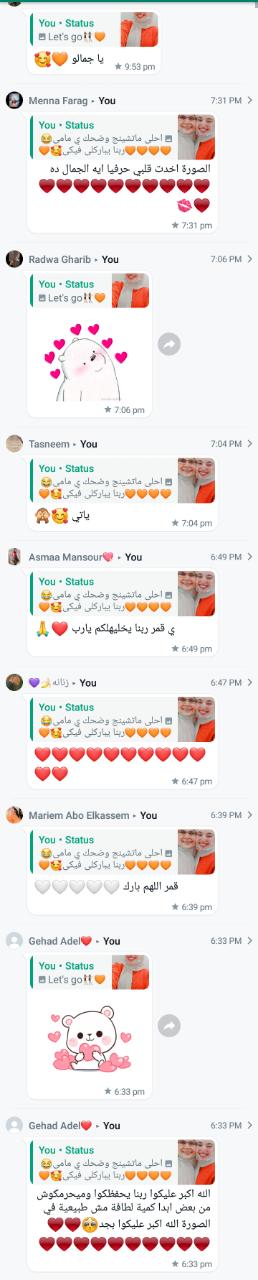 You • Status
Let's go👯🧡
يا جمالو 🧡🥰
★ 9:53 pm
Menna Farag ▸ You 7:31 PM
You • Status
احلى ماتشينج وضحك ي مامي😂
🧡🧡🧡🧡ربنا يباركلى فيكى🥰🧡
الصورة اخدت قلبي حرفيا ايه الجمال ده
♥️♥️♥️♥️♥️♥️♥️♥️♥️♥️♥️
♥️💋
★ 7:31 pm
Radwa Gharib ▸ You 7:06 PM
You • Status
Let's go👯🧡
★ 7:06 pm
Tasneem ▸ You 7:04 PM
You • Status
احلى ماتشينج وضحك ي مامي😂
🧡🧡🧡🧡ربنا يباركلى فيكى🥰🧡
ياتي 🥰🙈
★ 7:04 pm
Asmaa Mansour💖 ▸ You 6:49 PM
You • Status
احلى ماتشينج وضحك ي مامي😂
🧡🧡🧡🧡ربنا يباركلى فيكى🥰🧡
ي قمر ربنا يخليهلكم يارب ❤️🙏
★ 6:49 pm
زنانه🍌💜 ▸ You 6:47 PM
You • Status
احلى ماتشينج وضحك ي مامي😂
🧡🧡🧡🧡ربنا يباركلى فيكى🥰🧡
❤️❤️❤️❤️❤️❤️❤️❤️❤️❤️
❤️❤️
★ 6:47 pm
Mariem Abo Elkassem ▸ You 6:39 PM
You • Status
احلى ماتشينج وضحك ي مامي😂
🧡🧡🧡🧡ربنا يباركلى فيكى🥰🧡
قمر اللهم بارك 🤍🤍🤍🤍🤍
★ 6:39 pm
Gehad Adel❤️ ▸ You 6:33 PM
You • Status
Let's go👯🧡
★ 6:33 pm
Gehad Adel❤️ ▸ You 6:33 PM
You • Status
احلى ماتشينج وضحك ي مامي😂
🧡🧡🧡🧡ربنا يباركلى فيكى🥰🧡
الله اكبر عليكوا ربنا يحفظكوا وميحرمكوش
من بعض ابدا كمية لطافة مش طبيعية في
الصورة الله اكبر عليكوا بجد🥺♥️♥️
♥️♥️♥️♥️♥️♥️♥️♥️♥️♥️
★ 6:33 pm